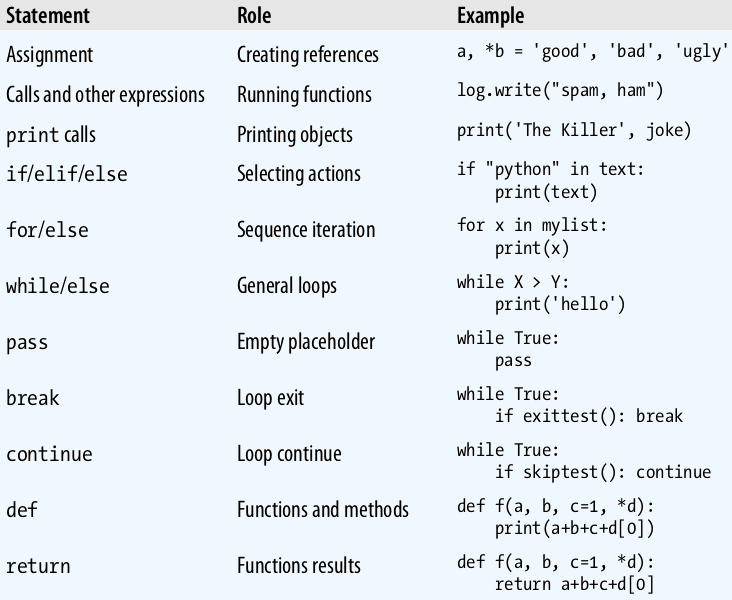 Statement Role Example
Assignment Creating references a, *b = 'good', 'bad', 'ugly'
Calls and other expressions Running functions log.write("spam, ham")
print calls Printing objects print('The Killer', joke)
if/elif/else Selecting actions if "python" in text:
    print(text)
for/else Sequence iteration for x in mylist:
    print(x)
while/else General loops while X > Y:
    print('hello')
pass Empty placeholder while True:
    pass
break Loop exit while True:
    if exittest(): break
continue Loop continue while True:
    if skiptest(): continue
def Functions and methods def f(a, b, c=1, *d):
    print(a+b+c+d[0])
return Functions results def f(a, b, c=1, *d):
    return a+b+c+d[0]